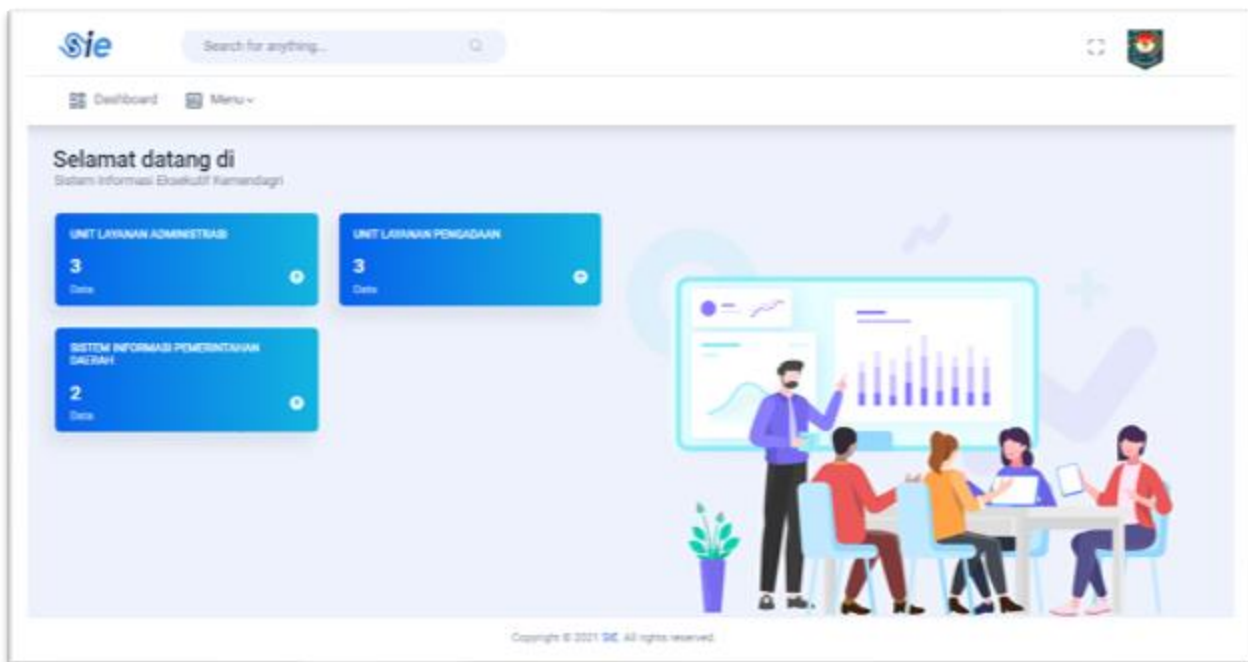 Sie
Search for anything...
Dashboard
Menu
Selamat datang di
Sistem Informasi Eksekutif Kemendagri
UNIT LAYANAN ADMINISTRASI
3
Data
UNIT LAYANAN PENGADAAN
3
Data
SISTEM INFORMASI PEMERINTAHAN
DAERAH
2
Data
Copyright © 2021 SIE. All rights reserved.